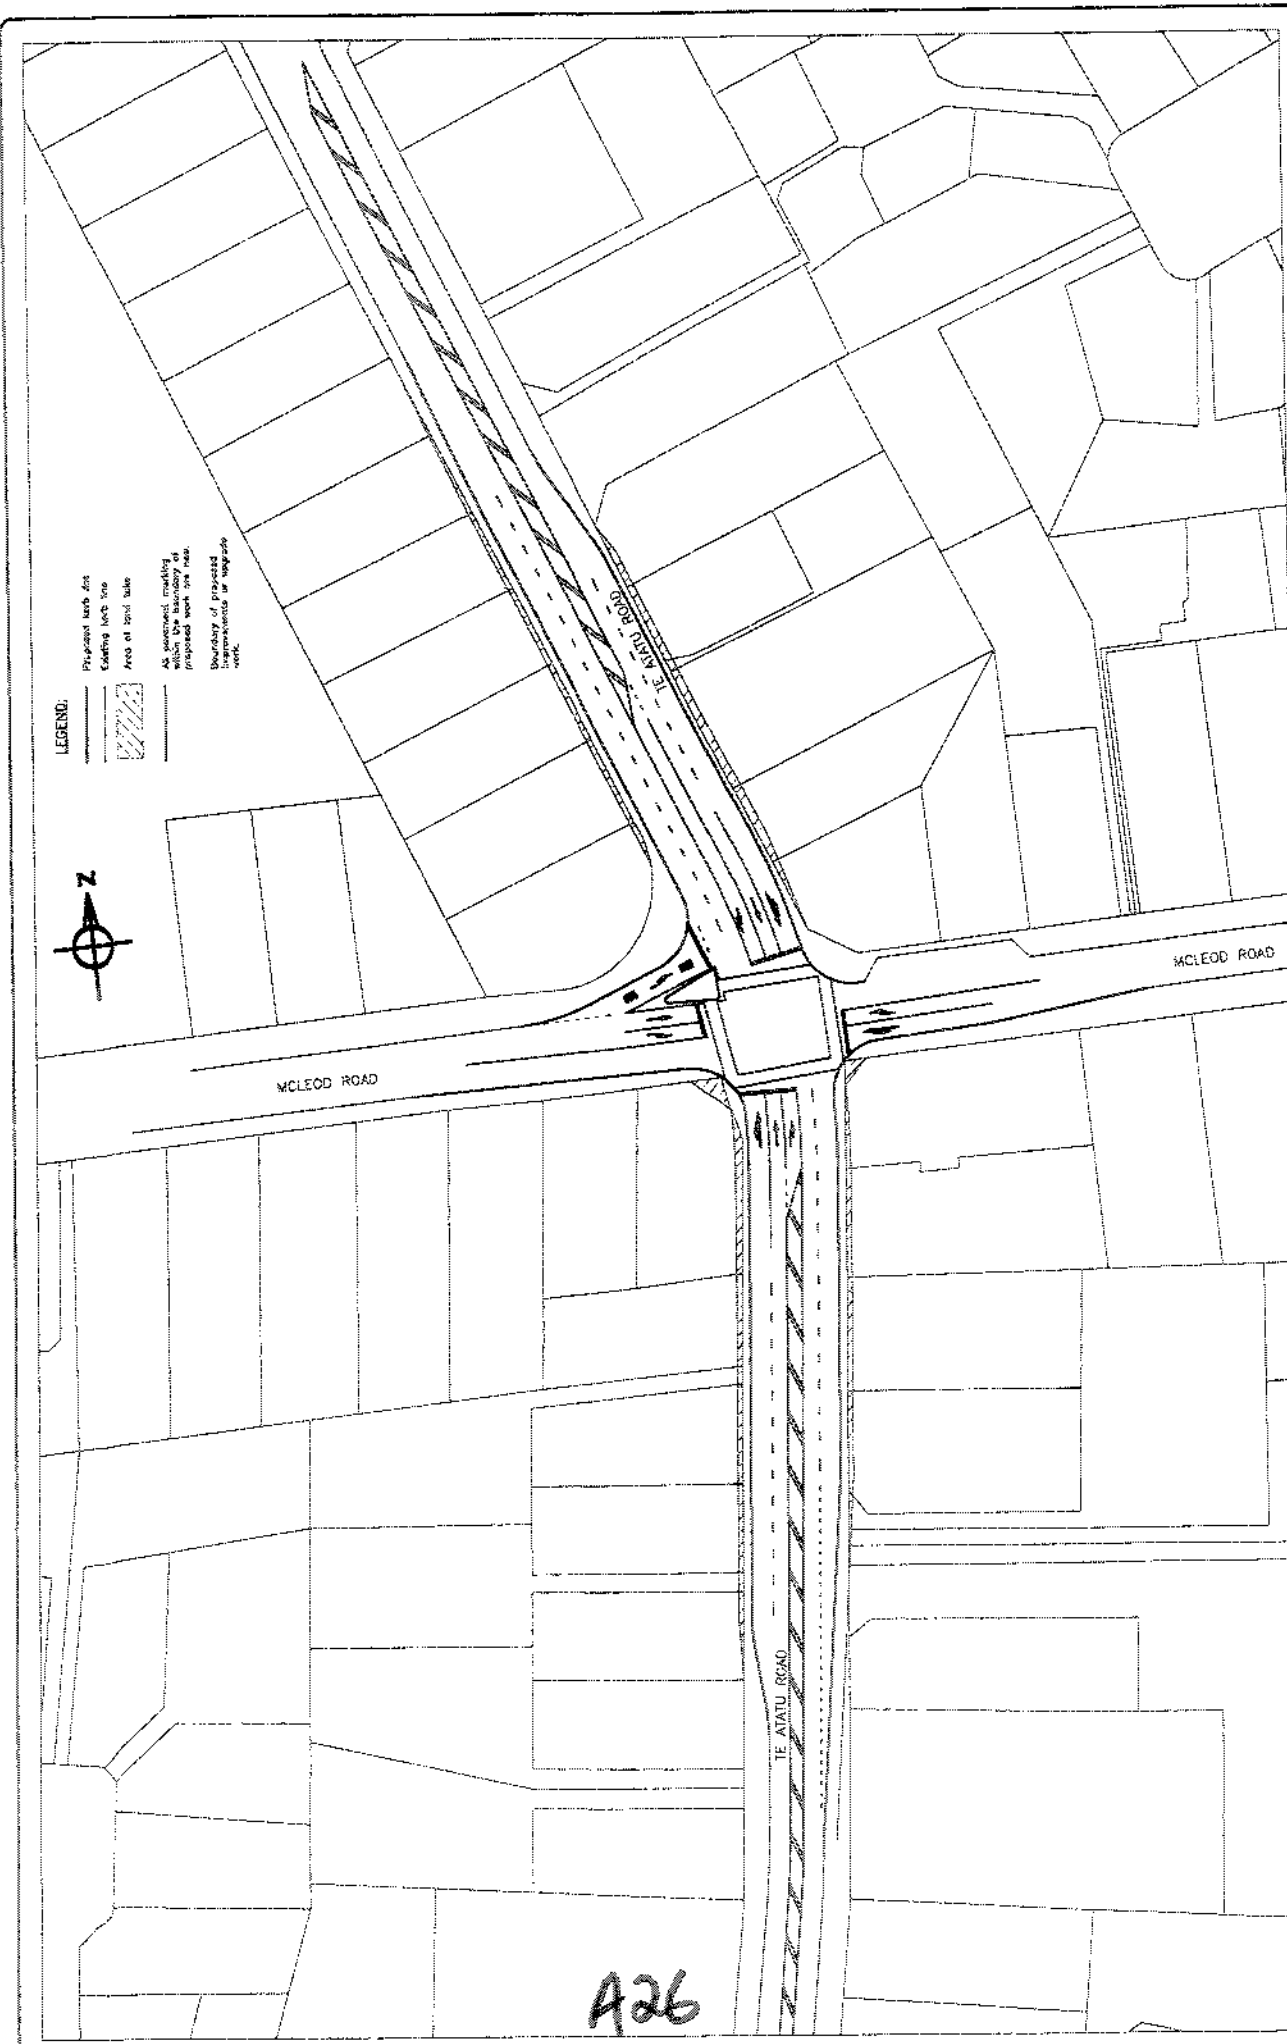 LEGEND:
Proposed kerb line
Existing kerb line
Area of land take
All pavement marking
within the boundary of
proposed work are new.
Boundary of proposed
improvements or upgrade
work.
N
TE ATATU ROAD
MCLEOD ROAD
MCLEOD ROAD
TE ATATU ROAD
A26